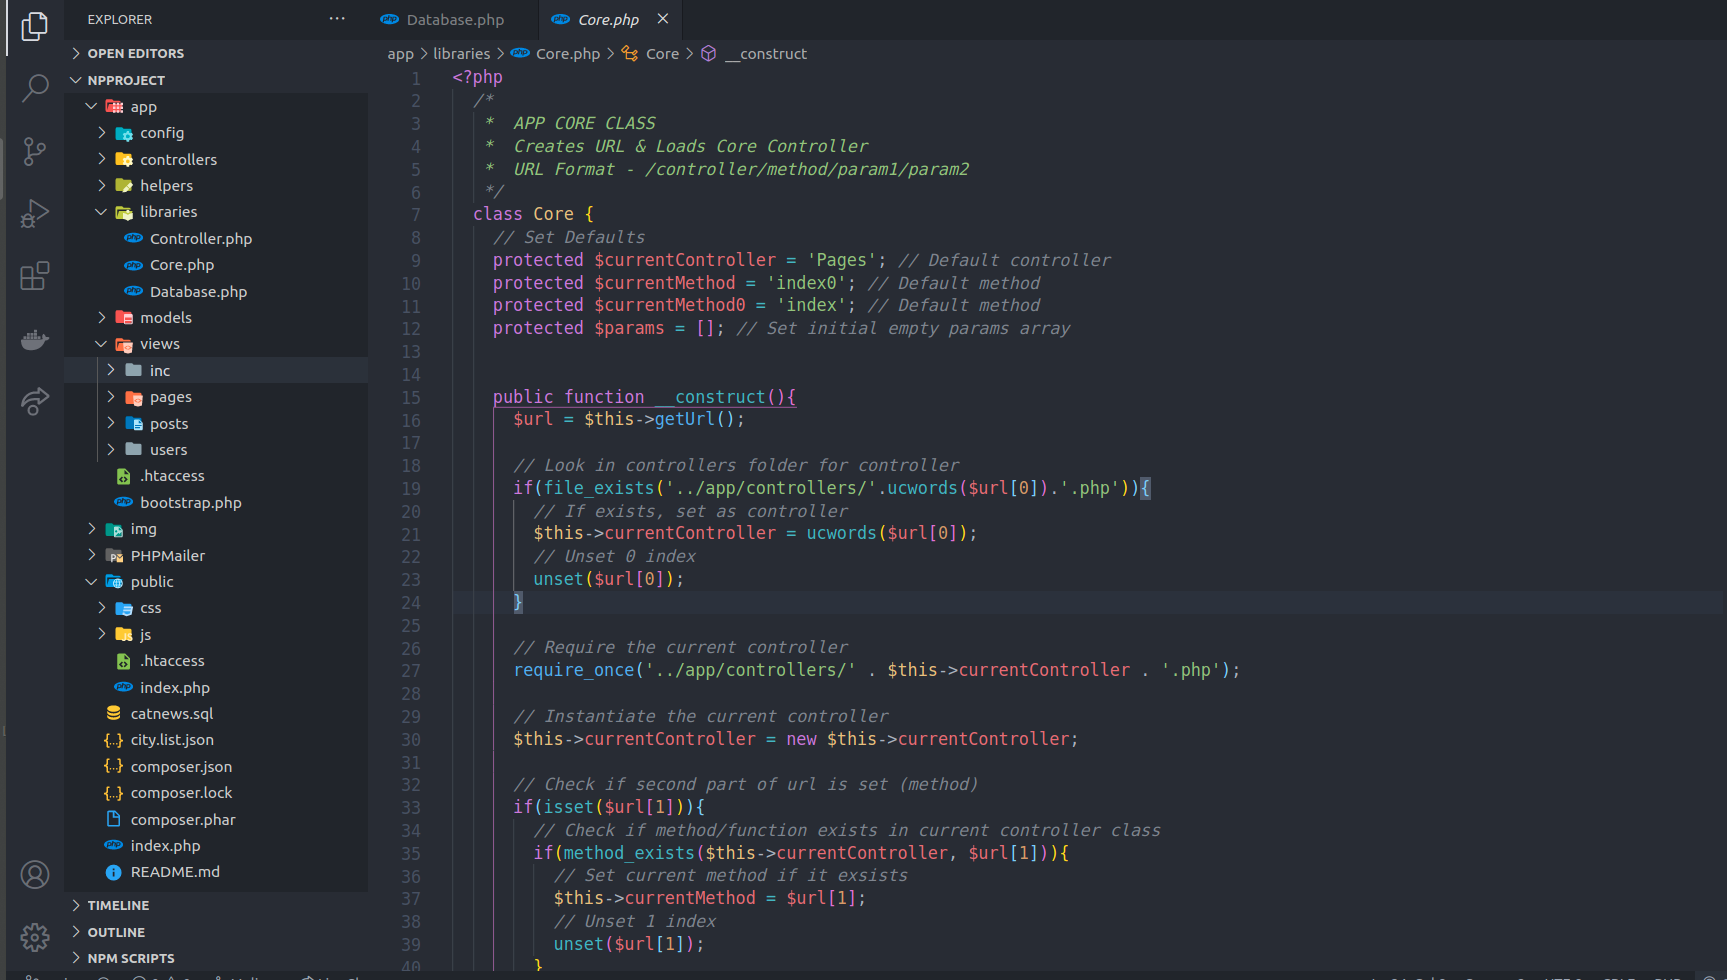 EXPLORER
OPEN EDITORS
NPPROJECT
app
config
controllers
helpers
libraries
Controller.php
Core.php
Database.php
models
views
inc
pages
posts
users
.htaccess
bootstrap.php
img
PHPMailer
public
css
js
.htaccess
index.php
catnews.sql
city.list.json
composer.json
composer.lock
composer.phar
index.php
README.md
TIMELINE
OUTLINE
NPM SCRIPTS
Database.php
Core.php
app > libraries > Core.php > Core > __construct
1 <?php
2 /*
3 * APP CORE CLASS
4 * Creates URL & Loads Core Controller
5 * URL Format - /controller/method/param1/param2
6 */
7 class Core {
8 // Set Defaults
9 protected $currentController = 'Pages'; // Default controller
10 protected $currentMethod = 'index0'; // Default method
11 protected $currentMethod0 = 'index'; // Default method
12 protected $params = []; // Set initial empty params array
13
14
15 public function __construct(){
16 $url = $this->getUrl();
17
18 // Look in controllers folder for controller
19 if(file_exists('../app/controllers/'.ucwords($url[0]).'.php')){
20 // If exists, set as controller
21 $this->currentController = ucwords($url[0]);
22 // Unset 0 index
23 unset($url[0]);
24 }
25
26 // Require the current controller
27 require_once('../app/controllers/' . $this->currentController . '.php');
28
29 // Instantiate the current controller
30 $this->currentController = new $this->currentController;
31
32 // Check if second part of url is set (method)
33 if(isset($url[1])){
34 // Check if method/function exists in current controller class
35 if(method_exists($this->currentController, $url[1])){
36 // Set current method if it exsists
37 $this->currentMethod = $url[1];
38 // Unset 1 index
39 unset($url[1]);
40 }